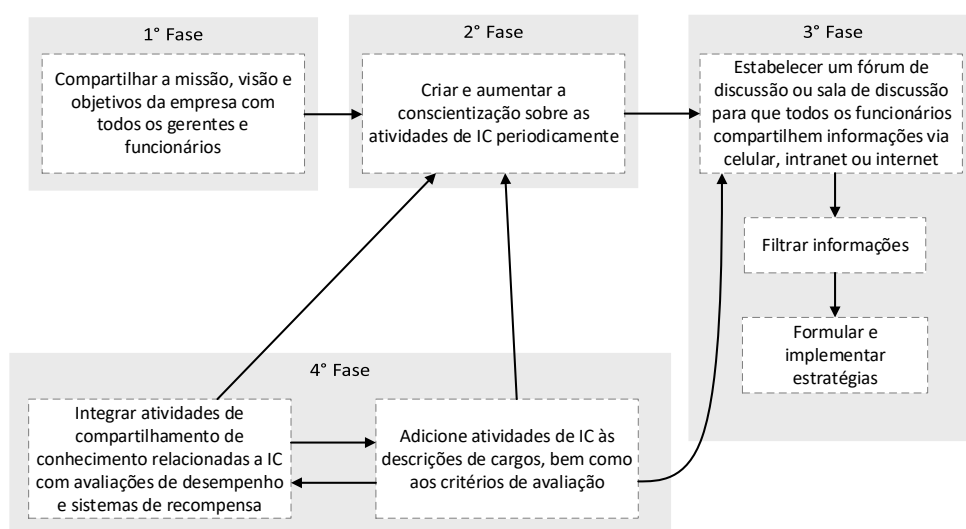 1° Fase
Compartilhar a missão, visão e
objetivos da empresa com
todos os gerentes e
funcionários
2° Fase
Criar e aumentar a
conscientização sobre as
atividades de IC periodicamente
3° Fase
Estabelecer um fórum de
discussão ou sala de discussão
para que todos os funcionários
compartilhem informações via
celular, intranet ou internet
Filtrar informações
Formular e
implementar
estratégias
4° Fase
Integrar atividades de
compartilhamento de
conhecimento relacionadas a IC
com avaliações de desempenho
e sistemas de recompensa
Adicione atividades de IC às
descrições de cargos, bem como
aos critérios de avaliação